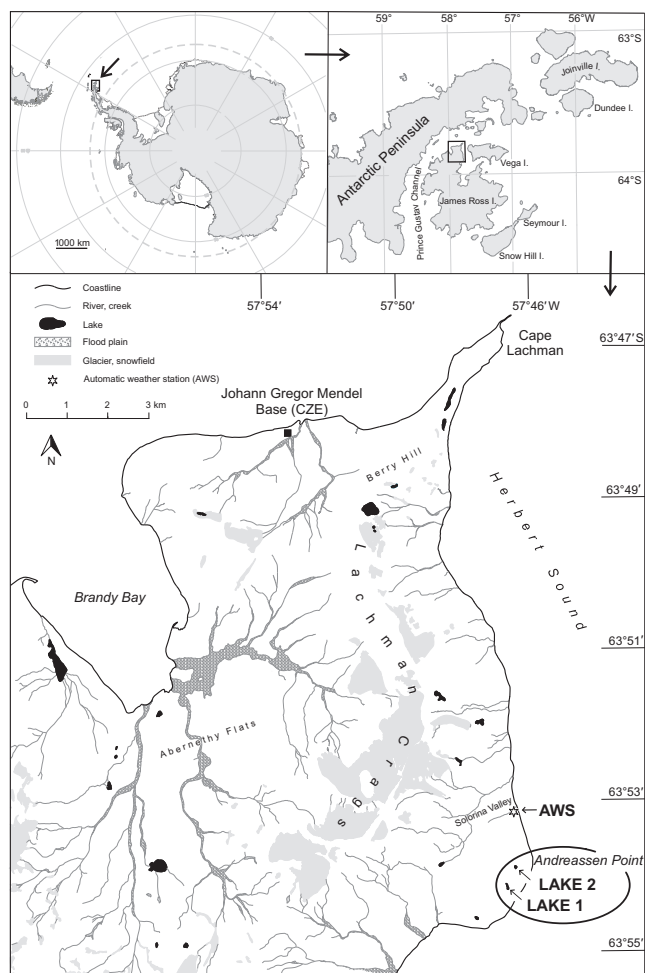 1000 km
59°
58°
57°
56°W
63°S
64°S
Joinville I.
Dundee I.
Antarctic Peninsula
Prince Gustav Channel
Vega I.
James Ross I.
Seymour I.
Snow Hill I.
Coastline
River, creek
Lake
Flood plain
Glacier, snowfield
Automatic weather station (AWS)
0 1 2 3 km
N
57°54′
57°50′
57°46′W
63°47′S
Cape
Lachman
Johann Gregor Mendel
Base (CZE)
Berry Hill
63°49′
Herbert Sound
Lachman Crags
Brandy Bay
63°51′
Abernethy Flats
63°53′
Solorina Valley
AWS
Andreassen Point
LAKE 2
LAKE 1
63°55′